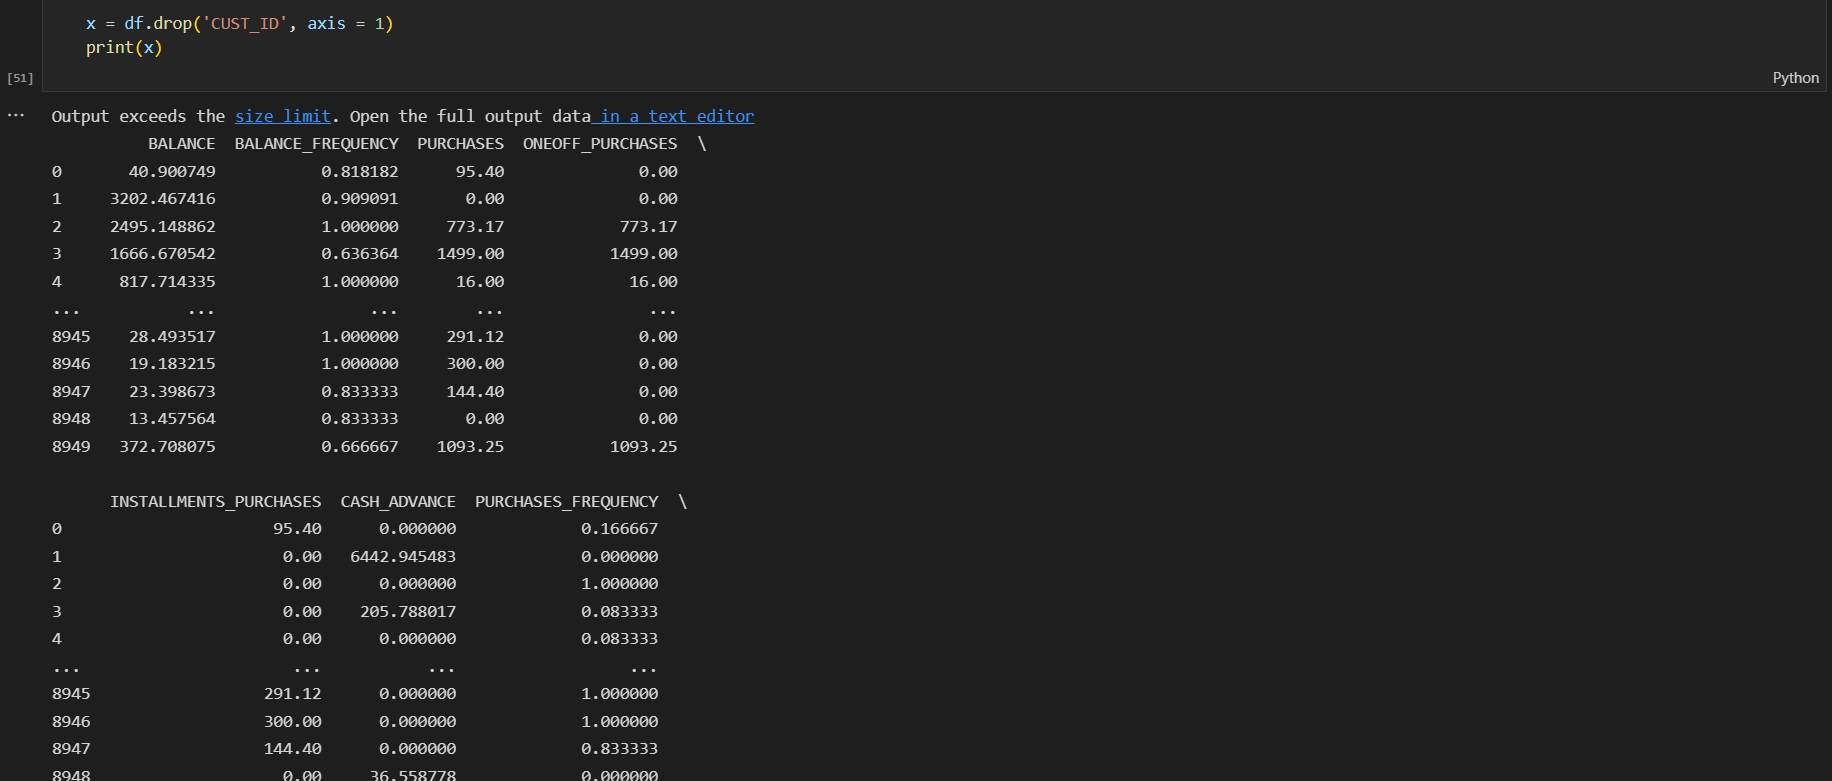 x = df.drop('CUST_ID', axis = 1)
print(x)
[51]
Python
... Output exceeds the size limit. Open the full output data in a text editor
BALANCE BALANCE_FREQUENCY PURCHASES ONEOFF_PURCHASES \
0 40.900749 0.818182 95.40 0.00
1 3202.467416 0.909091 0.00 0.00
2 2495.148862 1.000000 773.17 773.17
3 1666.670542 0.636364 1499.00 1499.00
4 817.714335 1.000000 16.00 16.00
... ... ... ... ...
8945 28.493517 1.000000 291.12 0.00
8946 19.183215 1.000000 300.00 0.00
8947 23.398673 0.833333 144.40 0.00
8948 13.457564 0.833333 0.00 0.00
8949 372.708075 0.666667 1093.25 1093.25
INSTALLMENTS_PURCHASES CASH_ADVANCE PURCHASES_FREQUENCY \
0 95.40 0.000000 0.166667
1 0.00 6442.945483 0.000000
2 0.00 0.000000 1.000000
3 0.00 205.788017 0.083333
4 0.00 0.000000 0.083333
... ... ... ...
8945 291.12 0.000000 1.000000
8946 300.00 0.000000 1.000000
8947 144.40 0.000000 0.833333
8948 0.00 36.558778 0.000000